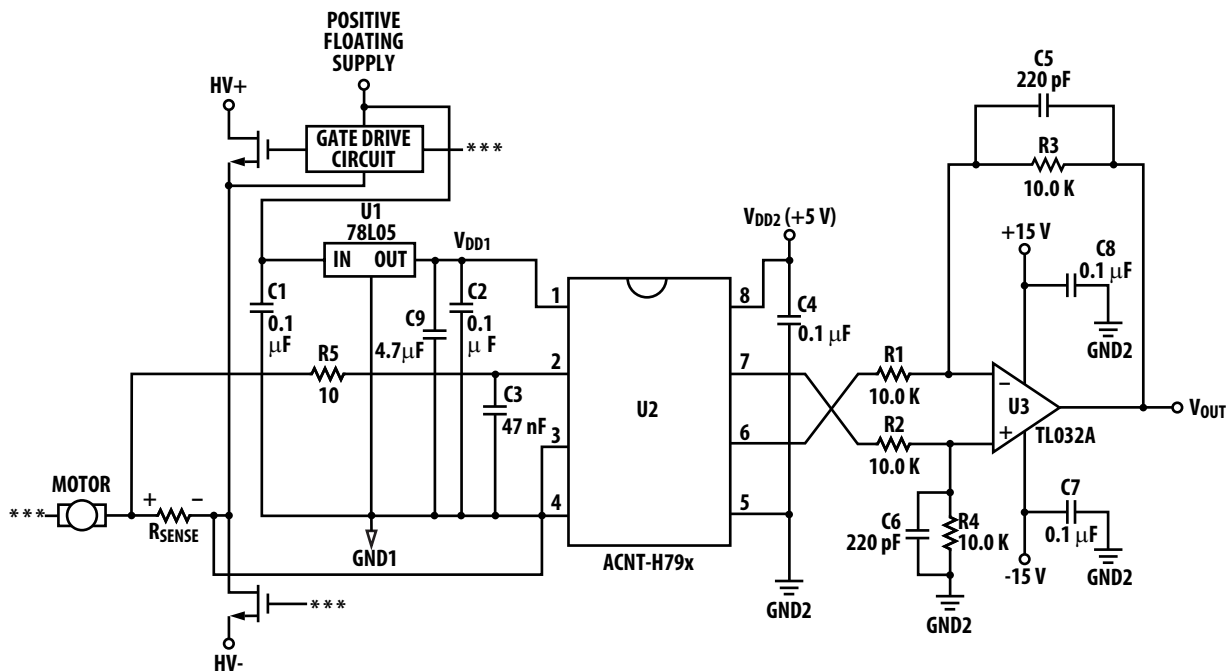 POSITIVE
FLOATING
SUPPLY
HV+
GATE DRIVE
CIRCUIT
***
U1
78L05
IN OUT
VDD1
C1
0.1
μF
C9
4.7μF
C2
0.1
μ F
R5
10
C3
47 nF
MOTOR
***
+ −
RSENSE
GND1
***
HV-
1
2
3
4
U2
8
7
6
5
ACNT-H79x
VDD2 (+5 V)
C4
0.1 μF
GND2
R1
10.0 K
R2
10.0 K
C6
220 pF
R4
10.0 K
GND2
C5
220 pF
R3
10.0 K
+15 V
C8
0.1 μF
GND2
−
+
U3
TL032A
VOUT
C7
0.1 μF
-15 V
GND2